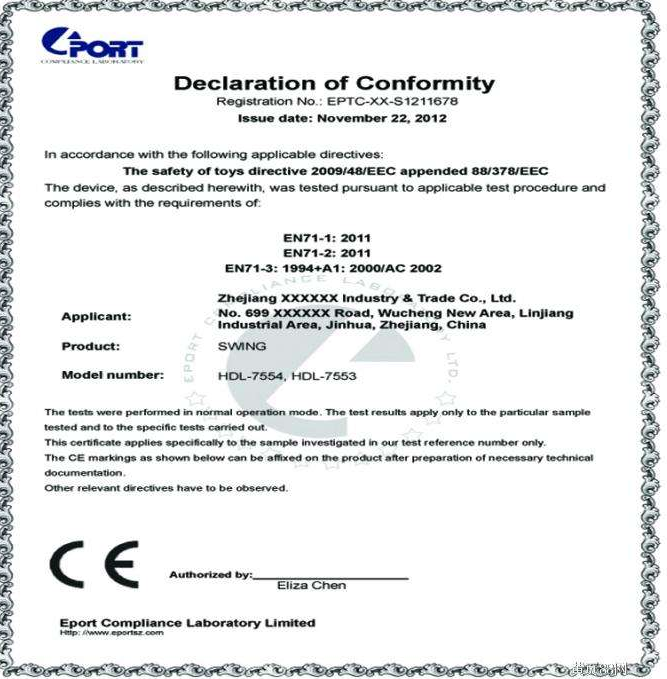 EPORT
COMPLIANCE LABORATORY
Declaration of Conformity
Registration No.: EPTC-XX-S1211678
Issue date: November 22, 2012
In accordance with the following applicable directives:
The safety of toys directive 2009/48/EEC appended 88/378/EEC
The device, as described herewith, was tested pursuant to applicable test procedure and
complies with the requirements of:
EN71-1: 2011
EN71-2: 2011
EN71-3: 1994+A1: 2000/AC 2002
EPORT COMPLIANCE LABORATORY LTD.
Applicant:
Zhejiang XXXXXX Industry & Trade Co., Ltd.
No. 699 XXXXXX Road, Wucheng New Area, Linjiang
Industrial Area, Jinhua, Zhejiang, China
Product: SWING
Model number: HDL-7554, HDL-7553
The tests were performed in normal operation mode. The test results apply only to the particular sample
tested and to the specific tests carried out.
This certificate applies specifically to the sample investigated in our test reference number only.
The CE markings as shown below can be affixed on the product after preparation of necessary technical
documentation.
Other relevant directives have to be observed.
CE
Authorized by:
Eliza Chen
Eport Compliance Laboratory Limited
Http: //www.eportsz.com